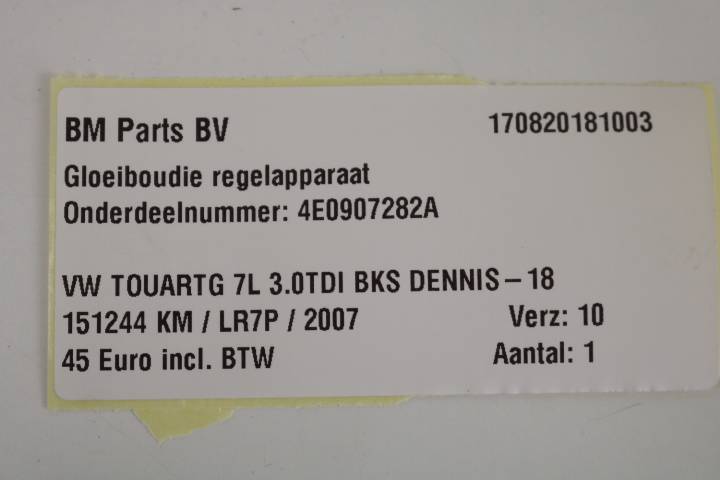 BM Parts BV 170820181003
Gloeiboudie regelapparaat
Onderdeelnummer: 4E0907282A
VW TOUARTG 7L 3.0TDI BKS DENNIS-18
151244 KM / LR7P / 2007 Verz: 10
45 Euro incl. BTW Aantal: 1